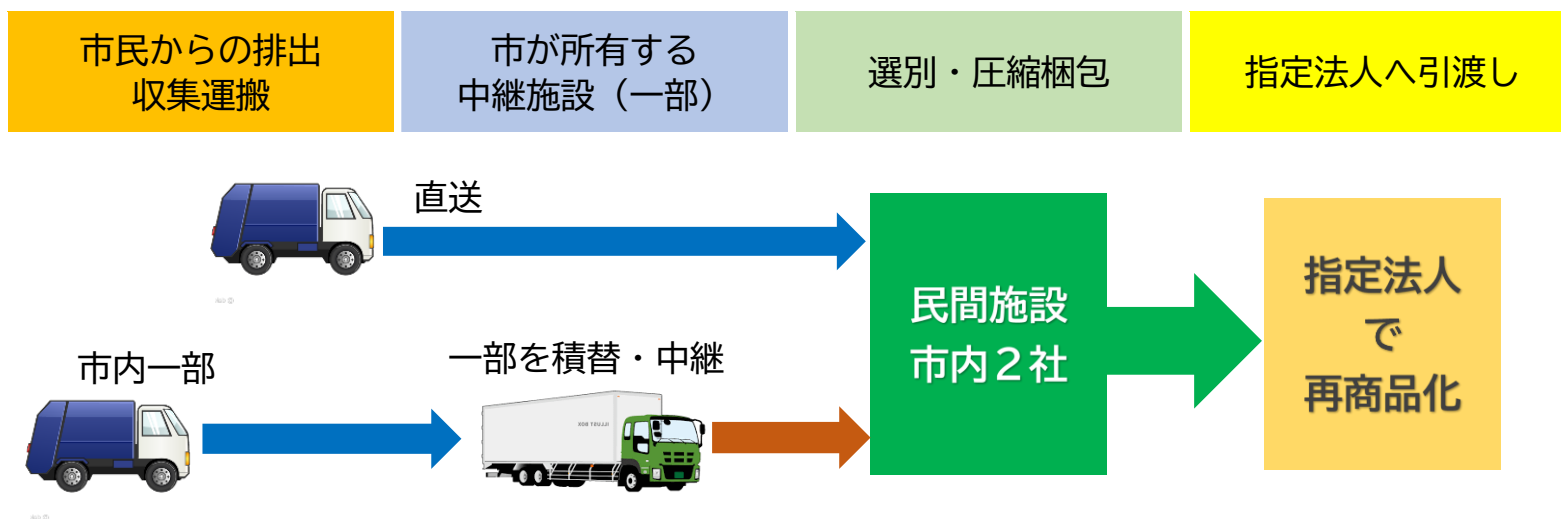 市民からの排出
収集運搬
市が所有する
中継施設（一部）
選別・圧縮梱包
指定法人へ引渡し
直送
市内一部
一部を積替・中継
民間施設
市内２社
指定法人
で
再商品化